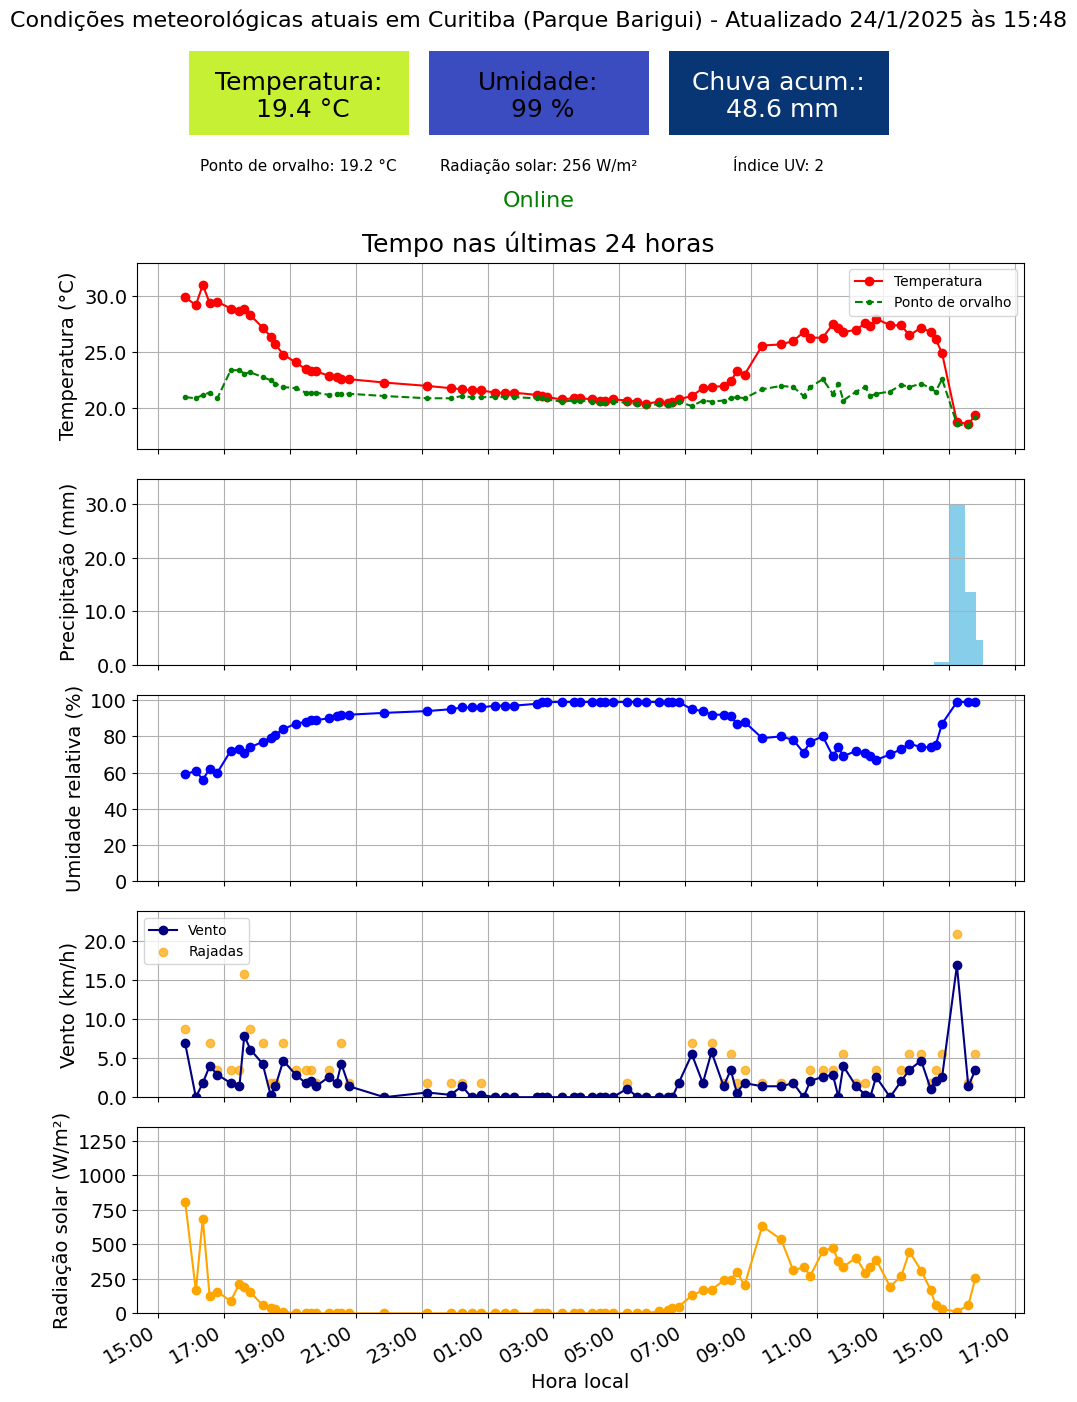 Condições meteorológicas atuais em Curitiba (Parque Barigui) - Atualizado 24/1/2025 às 15:48
Temperatura:
19.4 °C
Umidade:
99 %
Chuva acum.:
48.6 mm
Ponto de orvalho: 19.2 °C
Radiação solar: 256 W/m²
Índice UV: 2
Online
Tempo nas últimas 24 horas
Temperatura (°C)
30.0
25.0
20.0
Temperatura
Ponto de orvalho
Precipitação (mm)
30.0
20.0
10.0
0.0
Umidade relativa (%)
100
80
60
40
20
0
Vento (km/h)
20.0
15.0
10.0
5.0
0.0
Vento
Rajadas
Radiação solar (W/m²)
1250
1000
750
500
250
0
15:00 17:00 19:00 21:00 23:00 01:00 03:00 05:00 07:00 09:00 11:00 13:00 15:00 17:00
Hora local